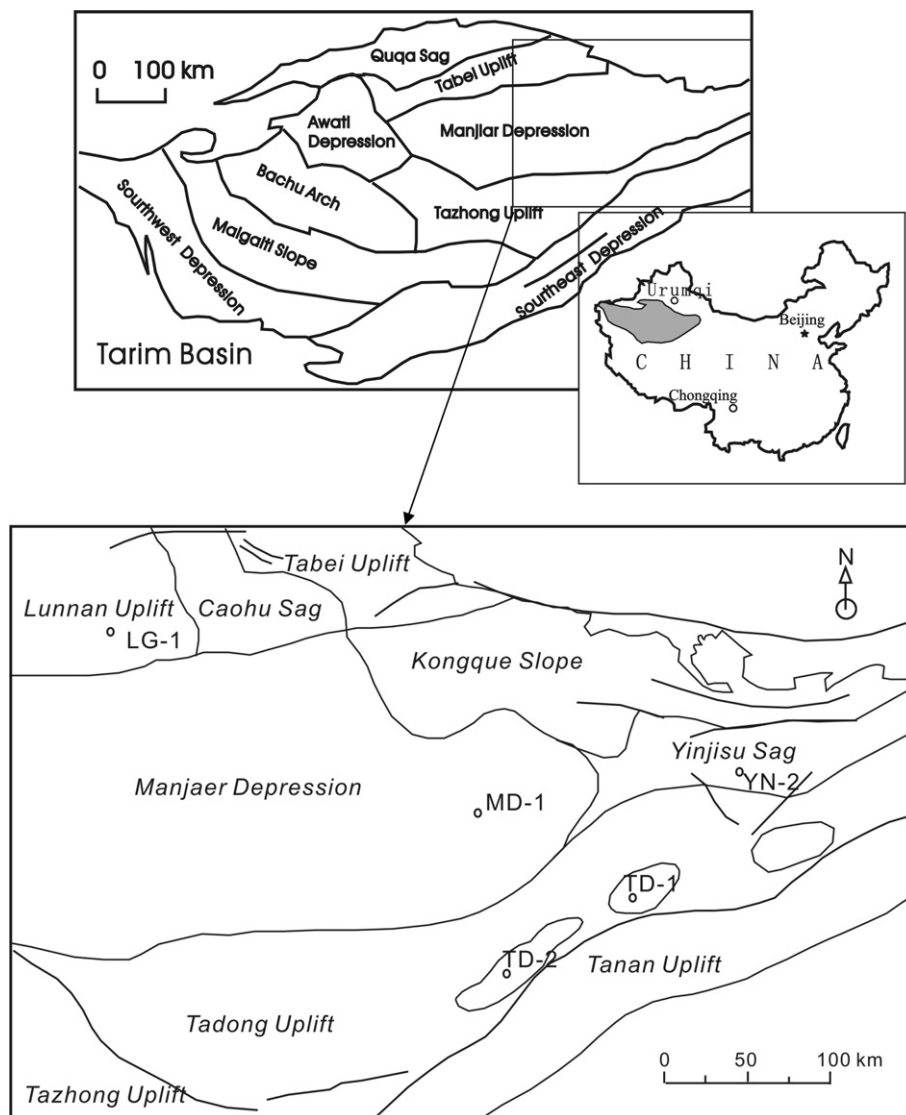 Quqa Sag
0 100 km
Tabei Uplift
Awati
Depression
Manjiar Depression
Bachu Arch
Tazhong Uplift
Sourthwest Depression
Maigaiti Slope
Sourtheast Depression
Tarim Basin
Urumqi
Beijing
C H I N A
Chongqing
N
Tabei Uplift
Lunnan Uplift
Caohu Sag
LG-1
Kongque Slope
Yinjisu Sag
YN-2
Manjaer Depression
MD-1
TD-1
TD-2
Tanan Uplift
Tadong Uplift
0 50 100 km
Tazhong Uplift